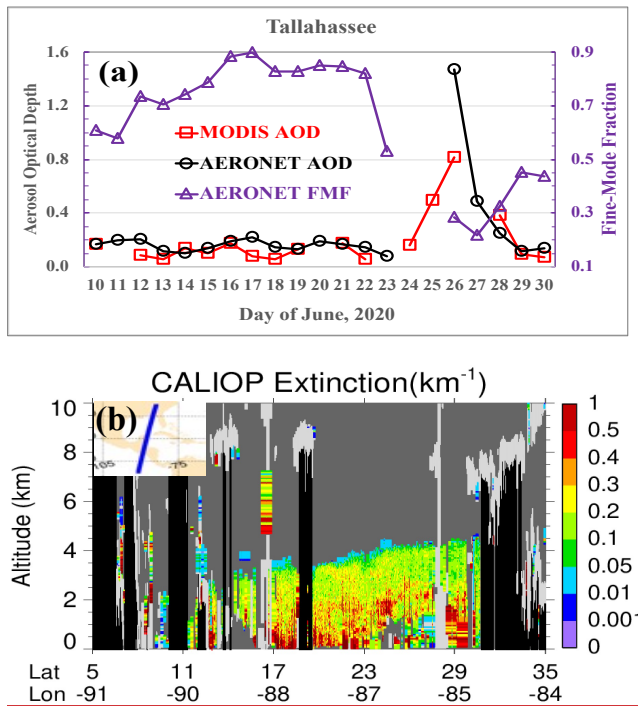 Tallahassee
(a)
1.6
1.2
0.8
0.4
0.0
Aerosol Optical Depth
MODIS AOD
AERONET AOD
AERONET FMF
0.9
0.7
0.5
0.3
0.1
Fine-Mode Fraction
10 11 12 13 14 15 16 17 18 19 20 21 22 23 24 25 26 27 28 29 30
Day of June, 2020
CALIOP Extinction(km-1)
(b)
105
-75
10
8
6
4
2
0
Altitude (km)
1
0.5
0.4
0.3
0.2
0.1
0.05
0.01
0.001
0
Lat 5 11 17 23 29 35
Lon -91 -90 -88 -87 -85 -84